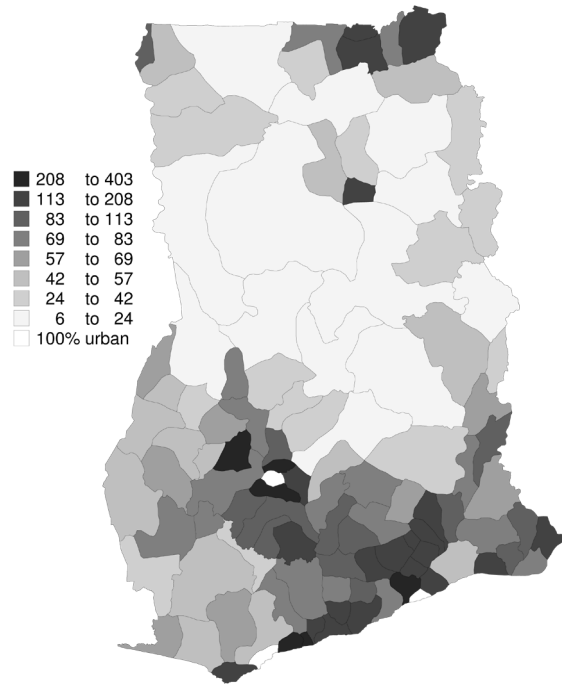 208 to 403
113 to 208
83 to 113
69 to 83
57 to 69
42 to 57
24 to 42
6 to 24
100% urban